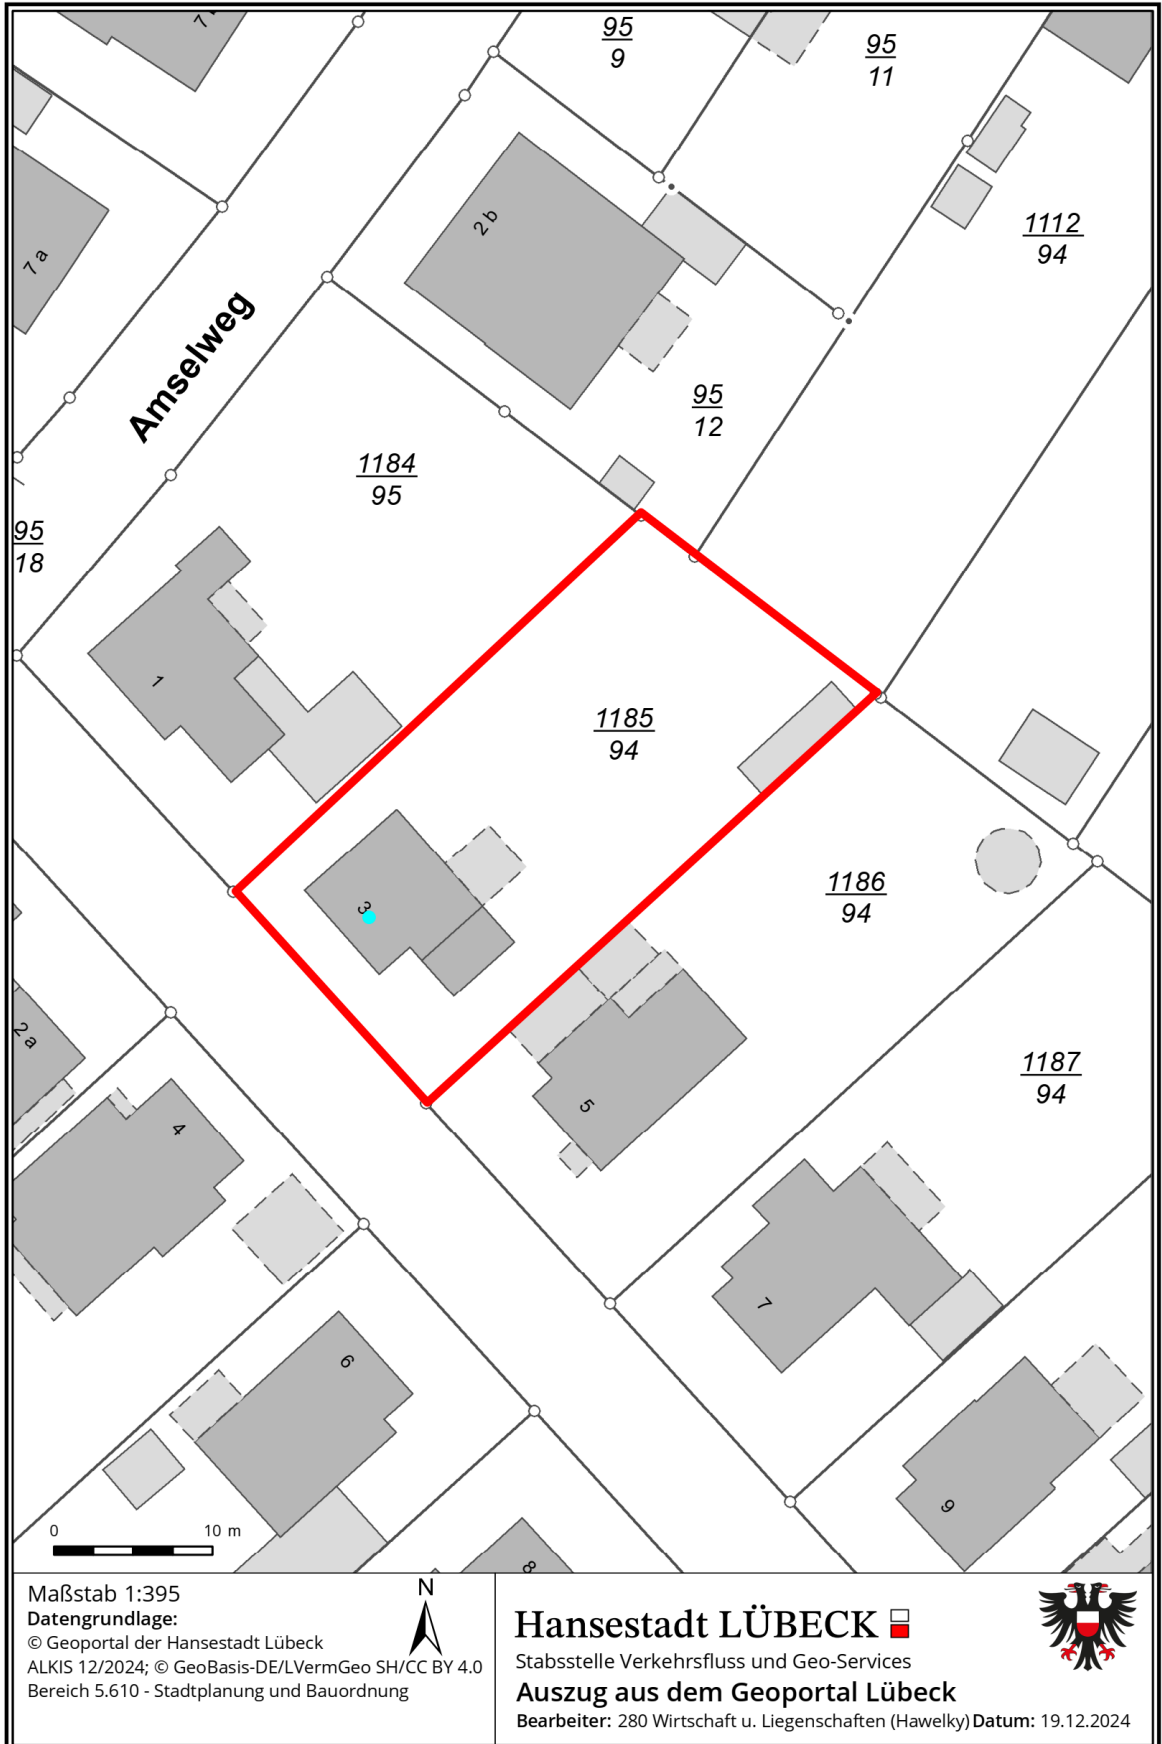 95
9
95
11
2 b
1112
94
7 a
Amselweg
95
12
1184
95
95
18
1
1185
94
3
1186
94
2 a
1187
94
4
5
7
6
9
8
0 10 m
Maßstab 1:395
Datengrundlage:
© Geoportal der Hansestadt Lübeck
ALKIS 12/2024; © GeoBasis-DE/LVermGeo SH/CC BY 4.0
Bereich 5.610 - Stadtplanung und Bauordnung
N
Hansestadt LÜBECK
Stabsstelle Verkehrsfluss und Geo-Services
Auszug aus dem Geoportal Lübeck
Bearbeiter: 280 Wirtschaft u. Liegenschaften (Hawelky) Datum: 19.12.2024